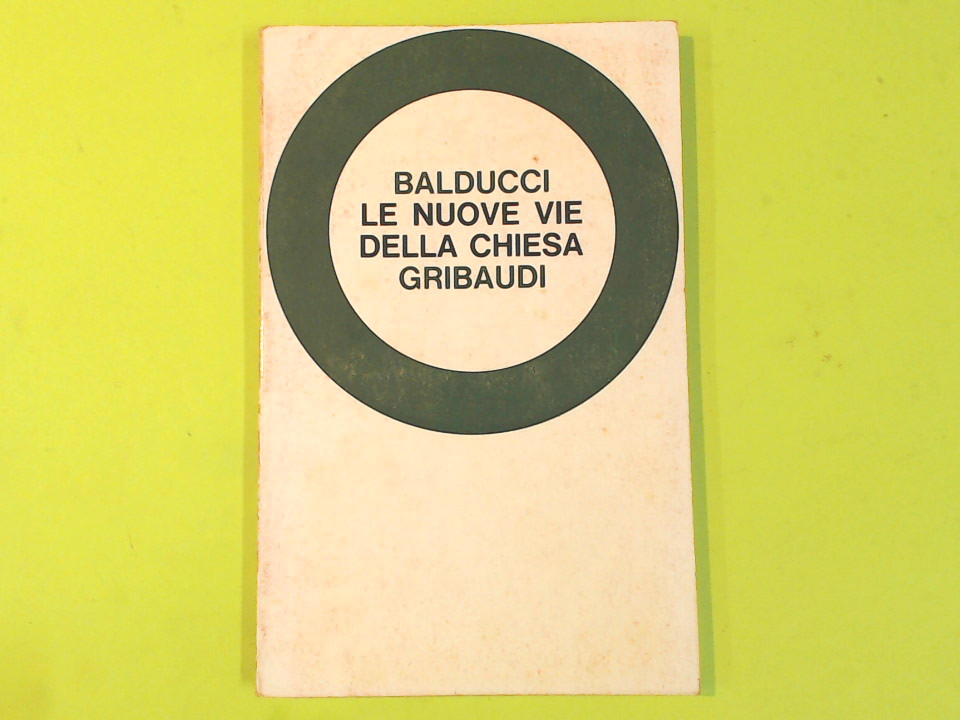 BALDUCCI
LE NUOVE VIE
DELLA CHIESA
GRIBAUDI